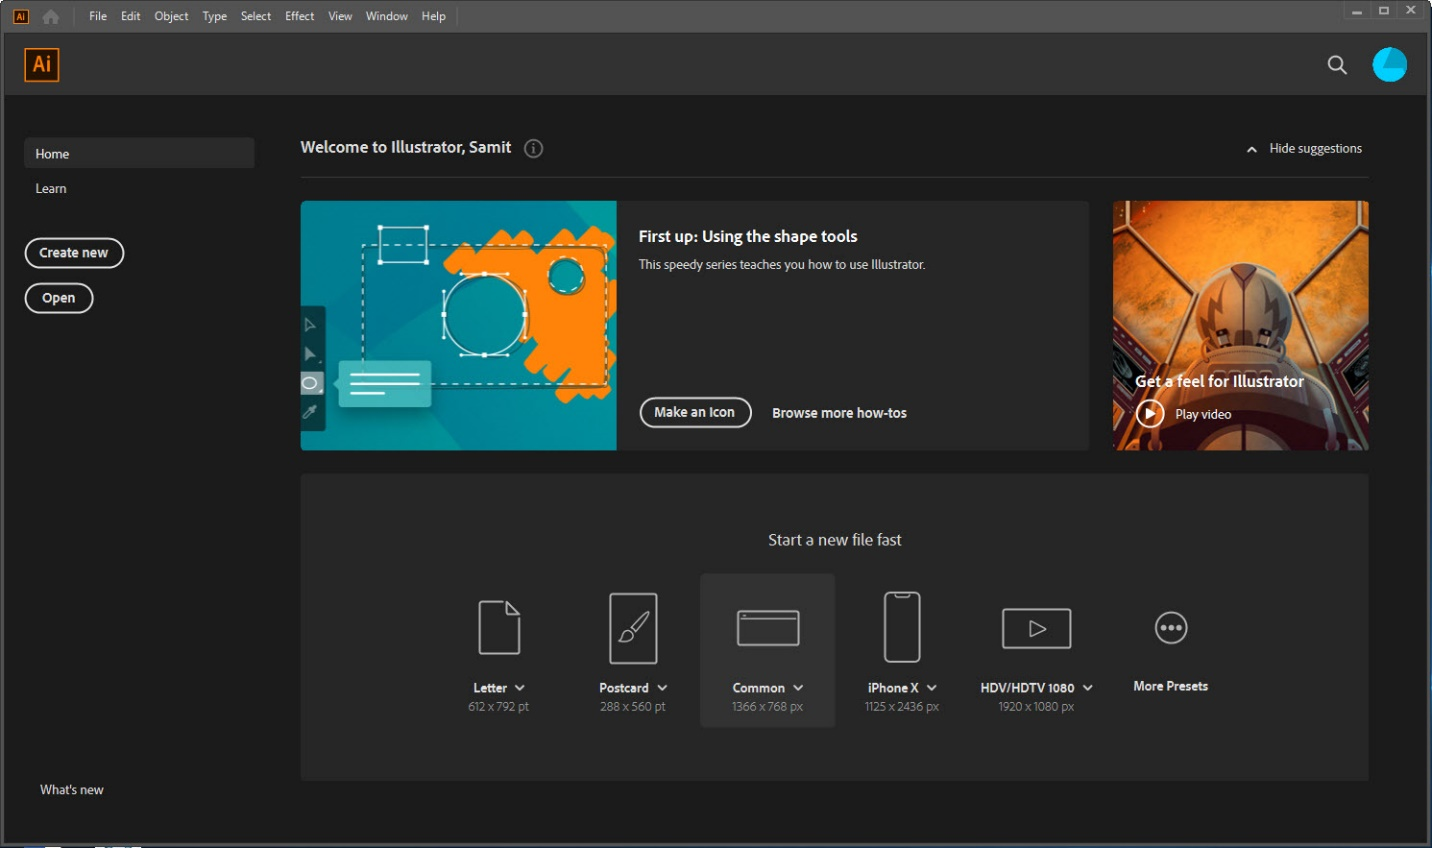 Ai File Edit Object Type Select Effect View Window Help
Ai
Home
Learn
Create new
Open
What's new
Welcome to Illustrator, Samit
Hide suggestions
First up: Using the shape tools
This speedy series teaches you how to use Illustrator.
Make an Icon Browse more how-tos
Get a feel for Illustrator
Play video
Start a new file fast
Letter
612 x 792 pt
Postcard
288 x 560 pt
Common
1366 x 768 px
iPhone X
1125 x 2436 px
HDV/HDTV 1080
1920 x 1080 px
More Presets